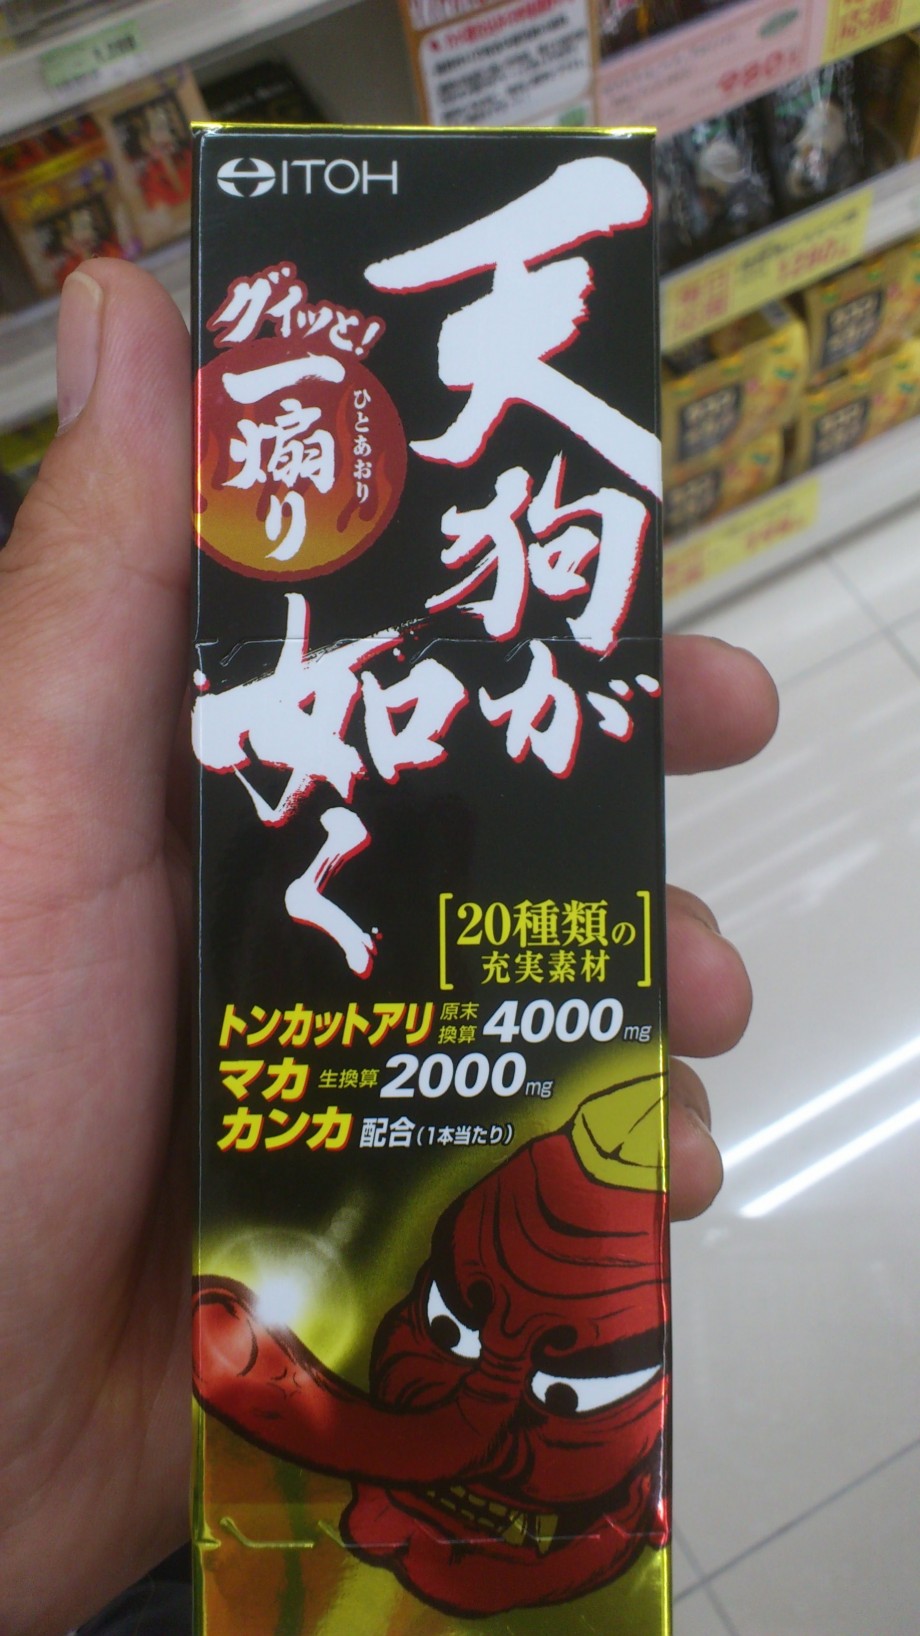 ITOH
天狗が
如く
グイッと!
一煽り
ひとあおり
20種類の
充実素材
トンカットアリ 原末換算 4000mg
マカ 生換算 2000mg
カンカ 配合(1本当たり)